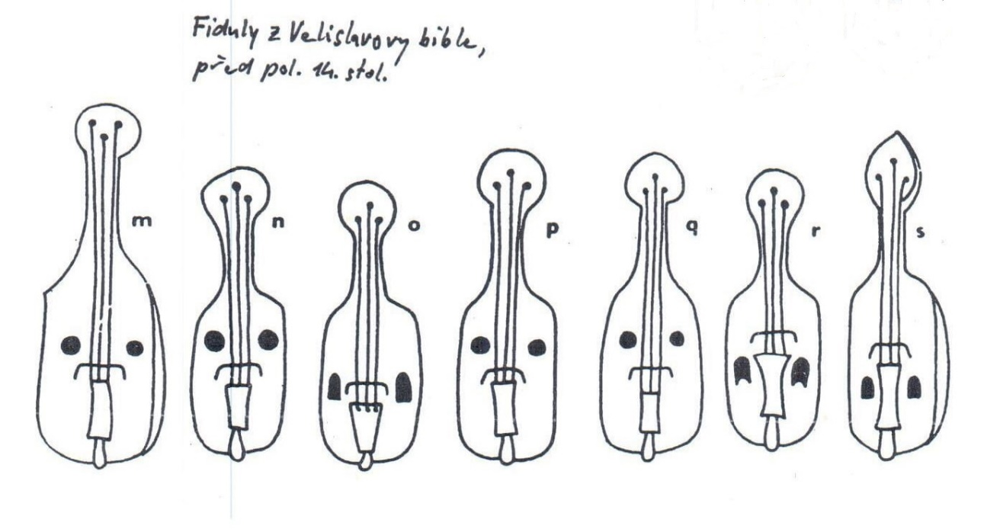 Fiduly z Velislavovy bible,
před pol. 14. stol.
m n o p q r s